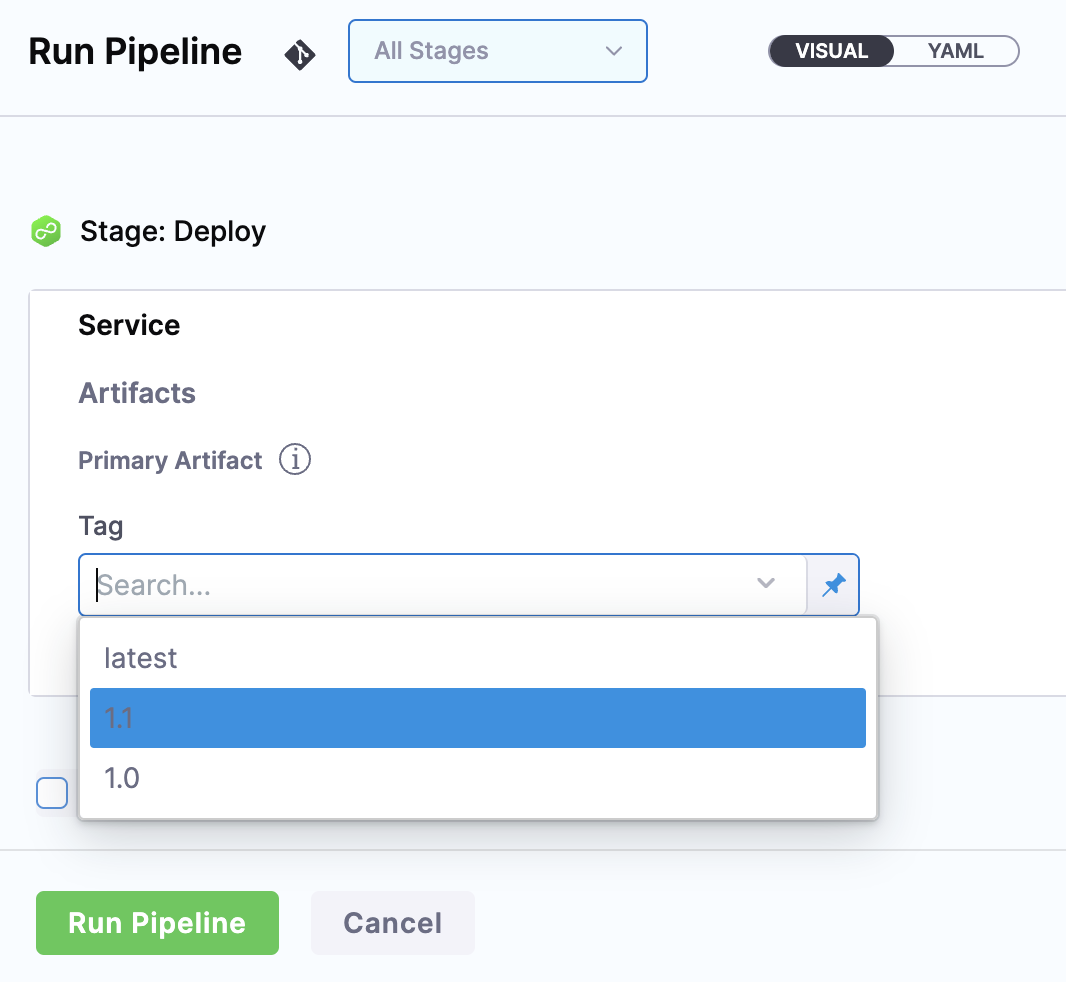 Run Pipeline
All Stages
VISUAL
YAML
Stage: Deploy
Service
Artifacts
Primary Artifact
Tag
Search...
latest
1.1
1.0
Run Pipeline
Cancel